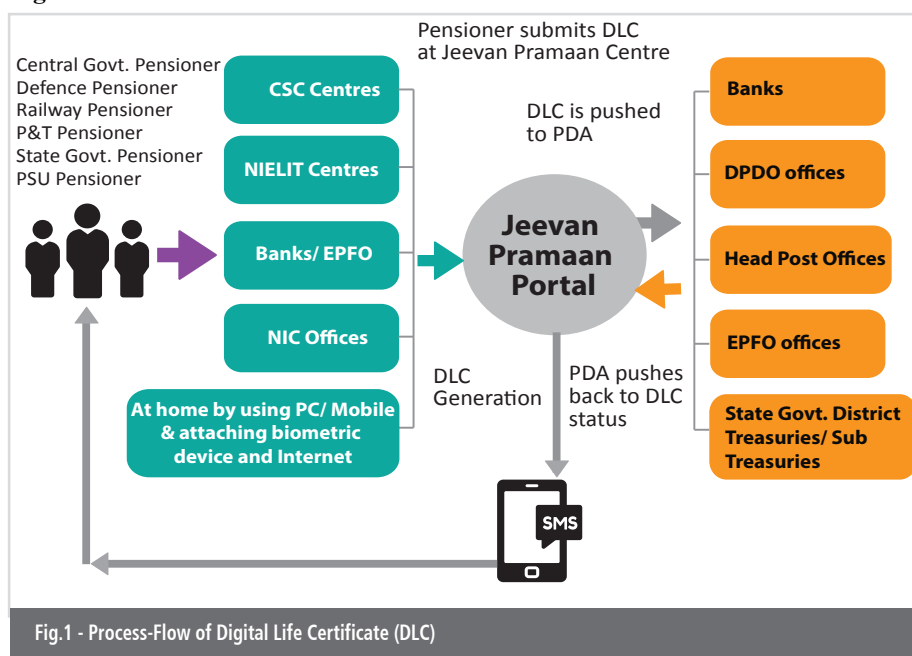 Pensioner submits DLC
at Jeevan Pramaan Centre
Central Govt. Pensioner
Defence Pensioner
Railway Pensioner
P&T Pensioner
State Govt. Pensioner
PSU Pensioner
CSC Centres
NIELIT Centres
Banks/ EPFO
NIC Offices
At home by using PC/ Mobile
& attaching biometric
device and Internet
DLC is pushed
to PDA
Jeevan
Pramaan
Portal
DLC
Generation
PDA pushes
back to DLC
status
SMS
Banks
DPDO offices
Head Post Offices
EPFO offices
State Govt. District
Treasuries/ Sub
Treasuries
Fig.1 - Process-Flow of Digital Life Certificate (DLC)